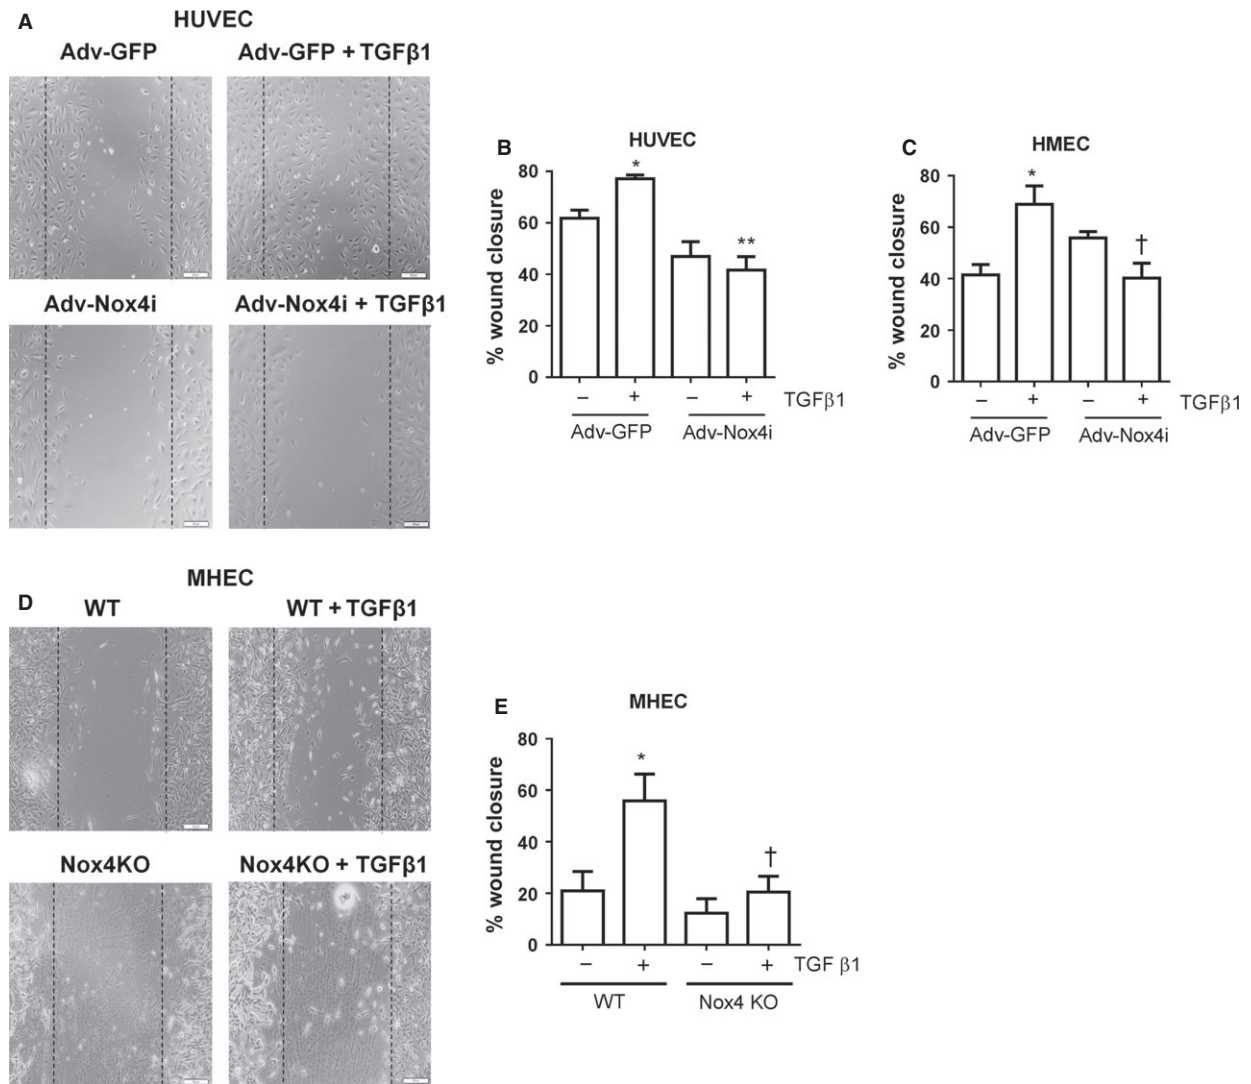 A
HUVEC
Adv-GFP
Adv-GFP + TGFβ1
Adv-Nox4i
Adv-Nox4i + TGFβ1
B
HUVEC
% wound closure
80
60
40
20
0
*
**
− + − + TGFβ1
Adv-GFP Adv-Nox4i
C
HMEC
% wound closure
80
60
40
20
0
*
†
− + − + TGFβ1
Adv-GFP Adv-Nox4i
D
MHEC
WT
WT + TGFβ1
Nox4KO
Nox4KO + TGFβ1
E
MHEC
% wound closure
80
60
40
20
0
*
†
− + − + TGF β1
WT Nox4 KO